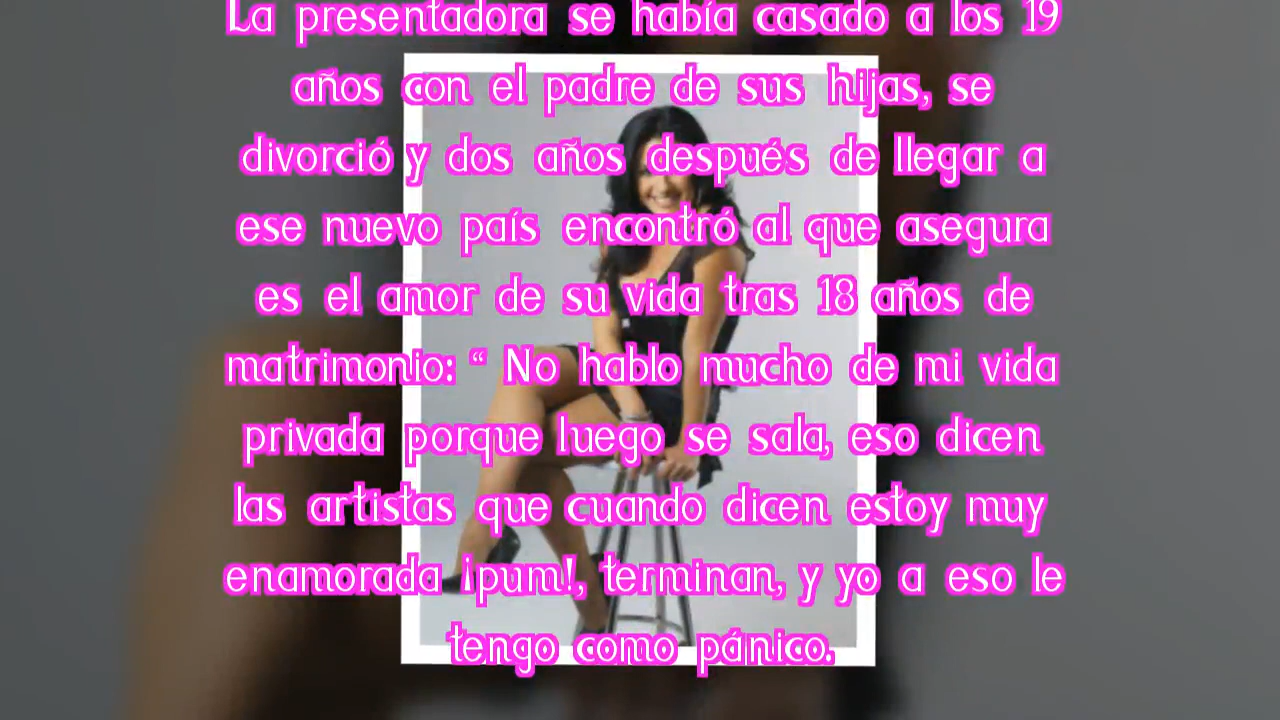 La presentadora se había casado a los 19
años con el padre de sus hijas, se
divorció y dos años después de llegar a
ese nuevo país encontró al que asegura
es el amor de su vida tras 18 años de
matrimonio: “ No hablo mucho de mi vida
privada porque luego se sala, eso dicen
las artistas que cuando dicen estoy muy
enamorada ¡pum!, terminan, y yo a eso le
tengo como pánico.